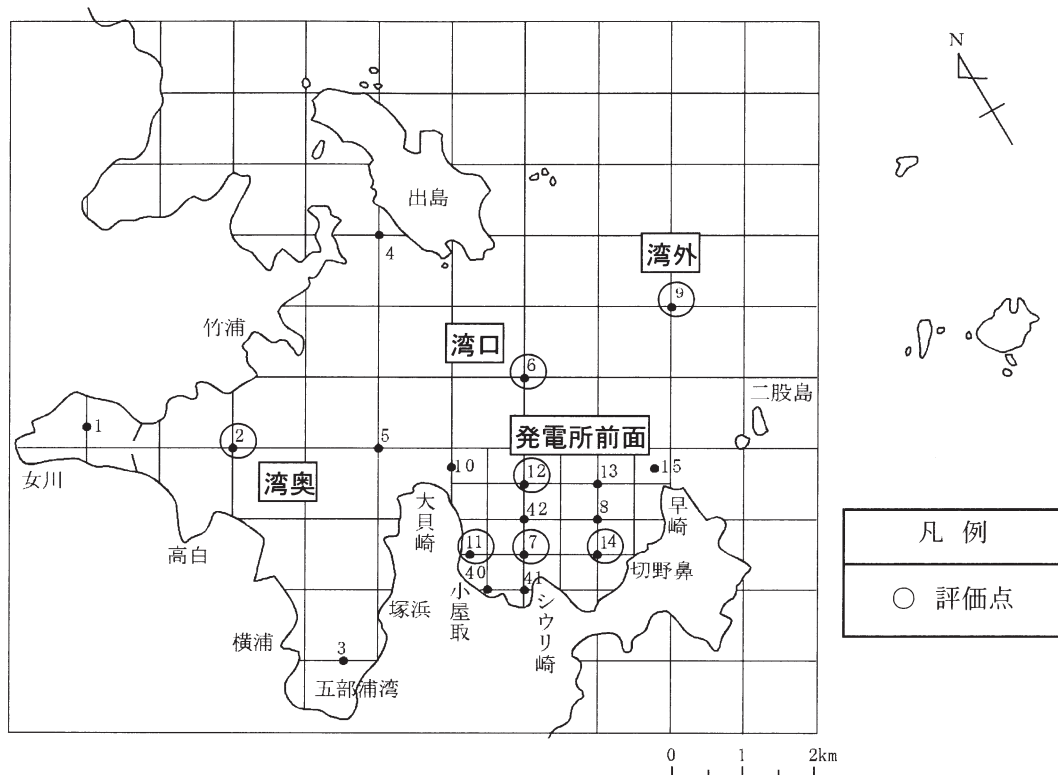 N
出島
4
湾外
9
竹浦
湾口
6
二股島
1
2
5
発電所前面
10
12
13
15
女川
湾奥
大貝崎
42
8
早崎
高白
11
7
14
切野鼻
40
41
塚浜
小屋取
シウリ崎
横浦
3
五部浦湾
凡 例
○ 評価点
0 1 2km